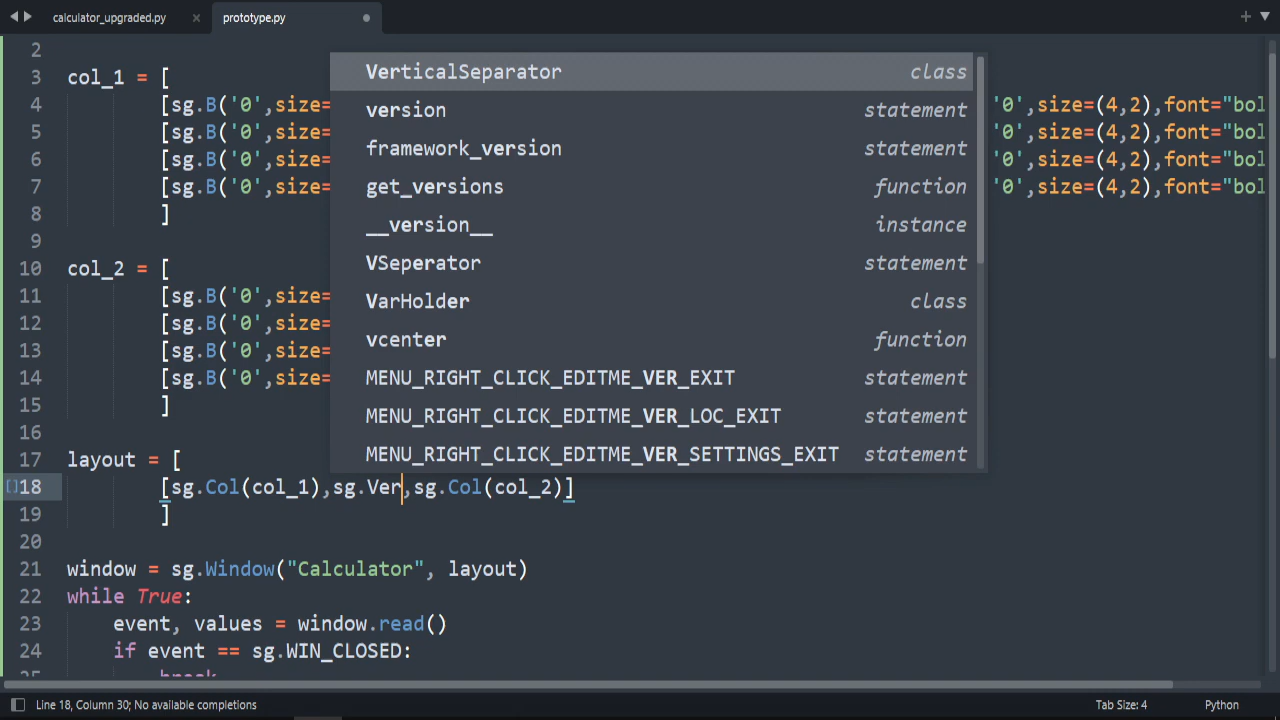 calculator_upgraded.py × prototype.py
2
3 col_1 = [
4 [sg.B('0',size= '0',size=(4,2),font="bol
5 [sg.B('0',size= '0',size=(4,2),font="bol
6 [sg.B('0',size= '0',size=(4,2),font="bol
7 [sg.B('0',size= '0',size=(4,2),font="bol
8 ]
9
10 col_2 = [
11 [sg.B('0',size=
12 [sg.B('0',size=
13 [sg.B('0',size=
14 [sg.B('0',size=
15 ]
16
17 layout = [
18 [sg.Col(col_1),sg.Ver,sg.Col(col_2)]
19 ]
20
21 window = sg.Window("Calculator", layout)
22 while True:
23 event, values = window.read()
24 if event == sg.WIN_CLOSED:
VerticalSeparator class
version statement
framework_version statement
get_versions function
__version__ instance
VSeperator statement
VarHolder class
vcenter function
MENU_RIGHT_CLICK_EDITME_VER_EXIT statement
MENU_RIGHT_CLICK_EDITME_VER_LOC_EXIT statement
MENU_RIGHT_CLICK_EDITME_VER_SETTINGS_EXIT statement
Line 18, Column 30; No available completions Tab Size: 4 Python